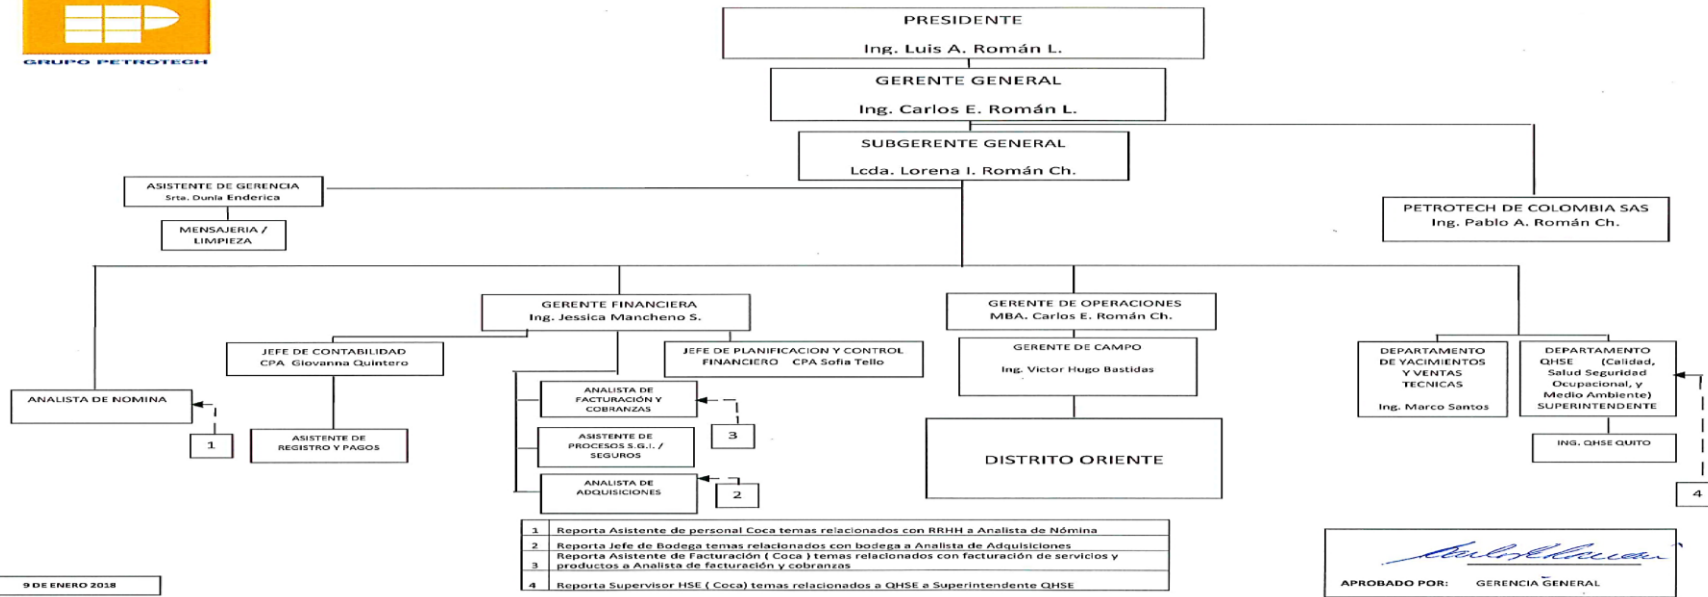 GRUPO PETROTECH
PRESIDENTE
Ing. Luis A. Román L.
GERENTE GENERAL
Ing. Carlos E. Román L.
SUBGERENTE GENERAL
Lcda. Lorena I. Román Ch.
ASISTENTE DE GERENCIA
Srta. Dunia Enderica
MENSAJERIA /
LIMPIEZA
PETROTECH DE COLOMBIA SAS
Ing. Pablo A. Román Ch.
GERENTE FINANCIERA
Ing. Jessica Mancheno S.
GERENTE DE OPERACIONES
MBA. Carlos E. Román Ch.
JEFE DE CONTABILIDAD
CPA Giovanna Quintero
JEFE DE PLANIFICACION Y CONTROL
FINANCIERO CPA Sofia Tello
GERENTE DE CAMPO
Ing. Victor Hugo Bastidas
DEPARTAMENTO
DE YACIMIENTOS
Y VENTAS
TECNICAS
Ing. Marco Santos
DEPARTAMENTO
QHSE (Calidad,
Salud Seguridad
Ocupacional, y
Medio Ambiente)
SUPERINTENDENTE
ANALISTA DE NOMINA
1
ASISTENTE DE
REGISTRO Y PAGOS
ANALISTA DE
FACTURACIÓN Y
COBRANZAS
3
ASISTENTE DE
PROCESOS S.G.I. /
SEGUROS
ANALISTA DE
ADQUISICIONES
2
DISTRITO ORIENTE
ING. QHSE QUITO
4
1 Reporta Asistente de personal Coca temas relacionados con RRHH a Analista de Nómina
2 Reporta Jefe de Bodega temas relacionados con bodega a Analista de Adquisiciones
3 Reporta Asistente de Facturación ( Coca ) temas relacionados con facturación de servicios y
productos a Analista de facturación y cobranzas
4 Reporta Supervisor HSE ( Coca) temas relacionados a QHSE a Superintendente QHSE
9 DE ENERO 2018
APROBADO POR: GERENCIA GENERAL